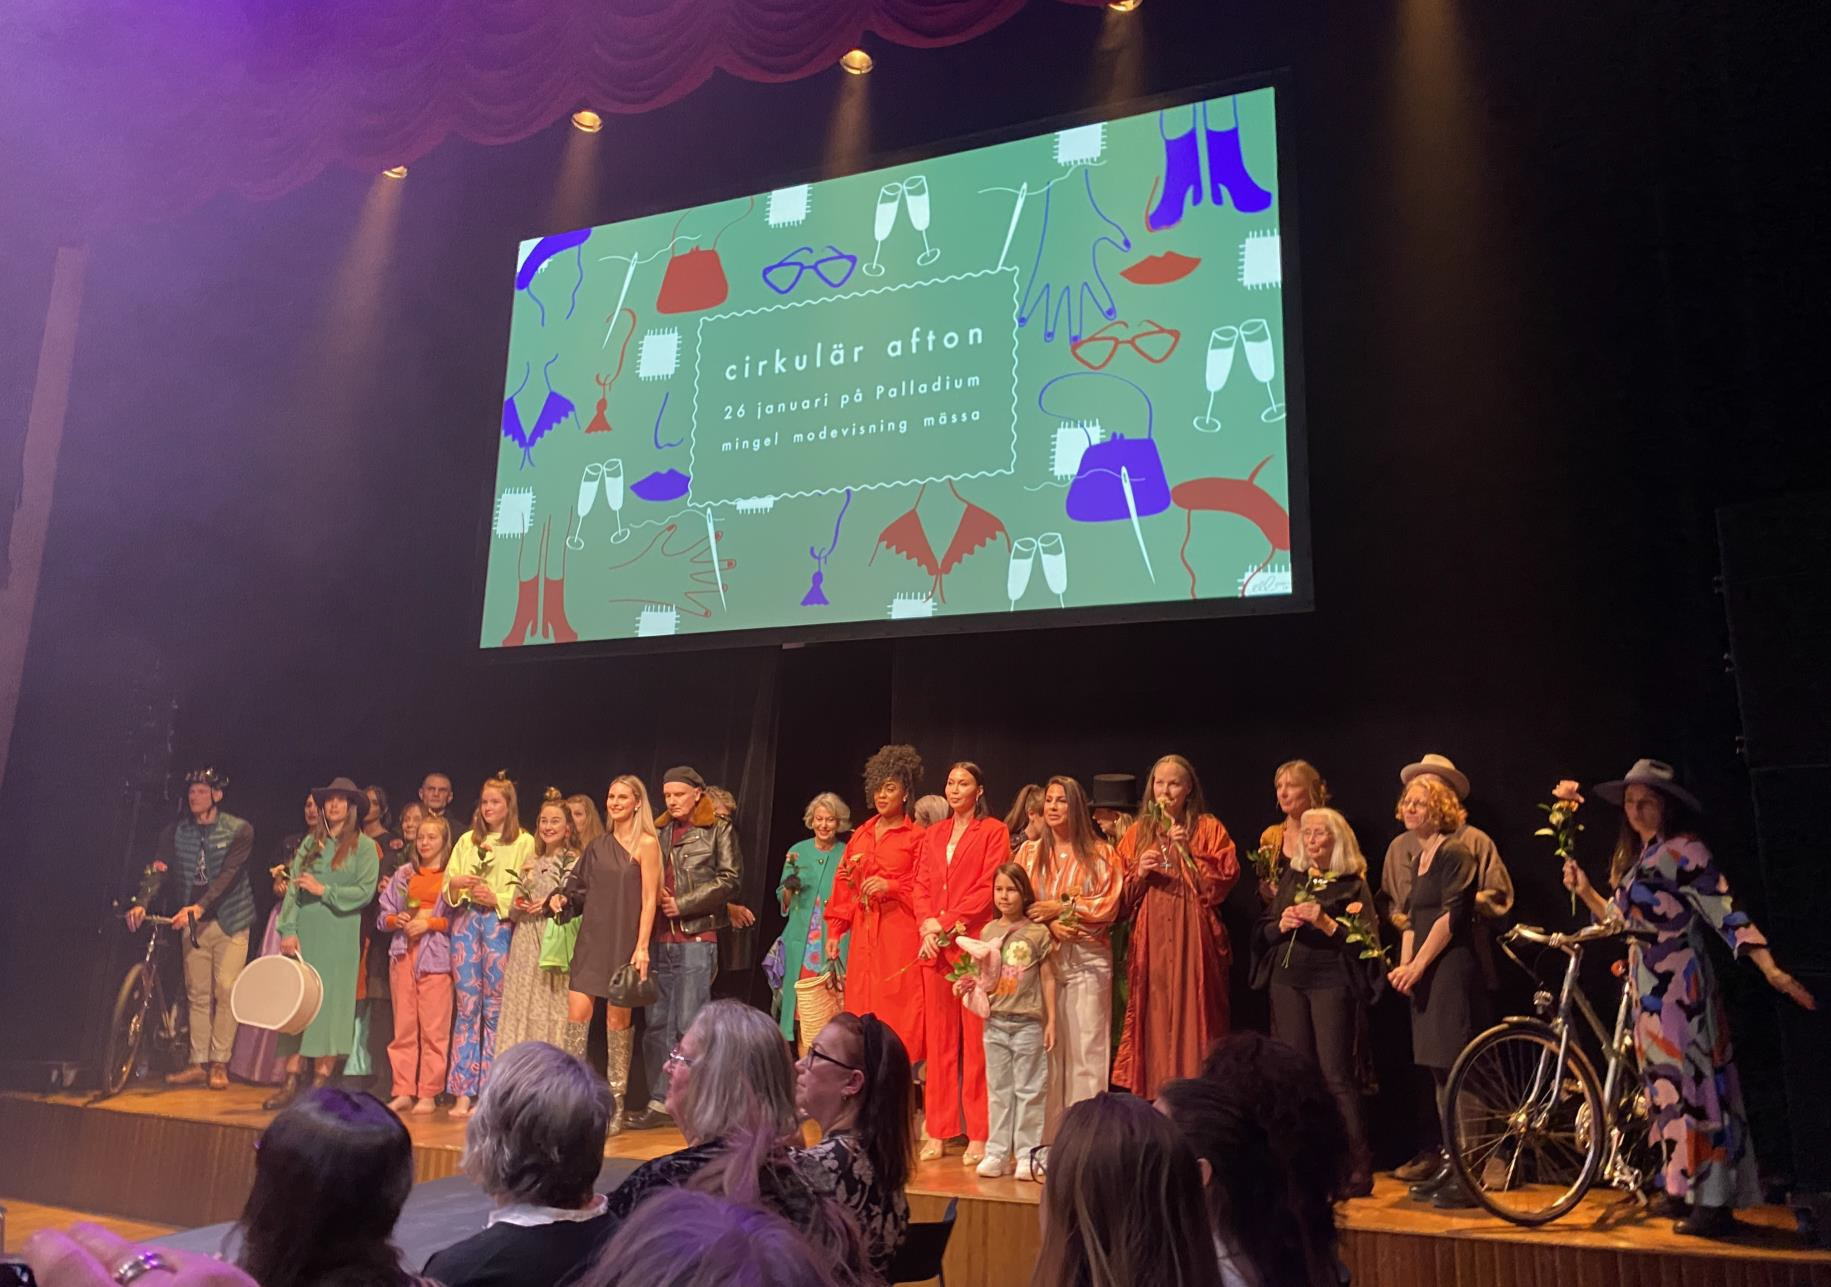 cirkulär afton
26 januari på Palladium
mingel modevisning mässa